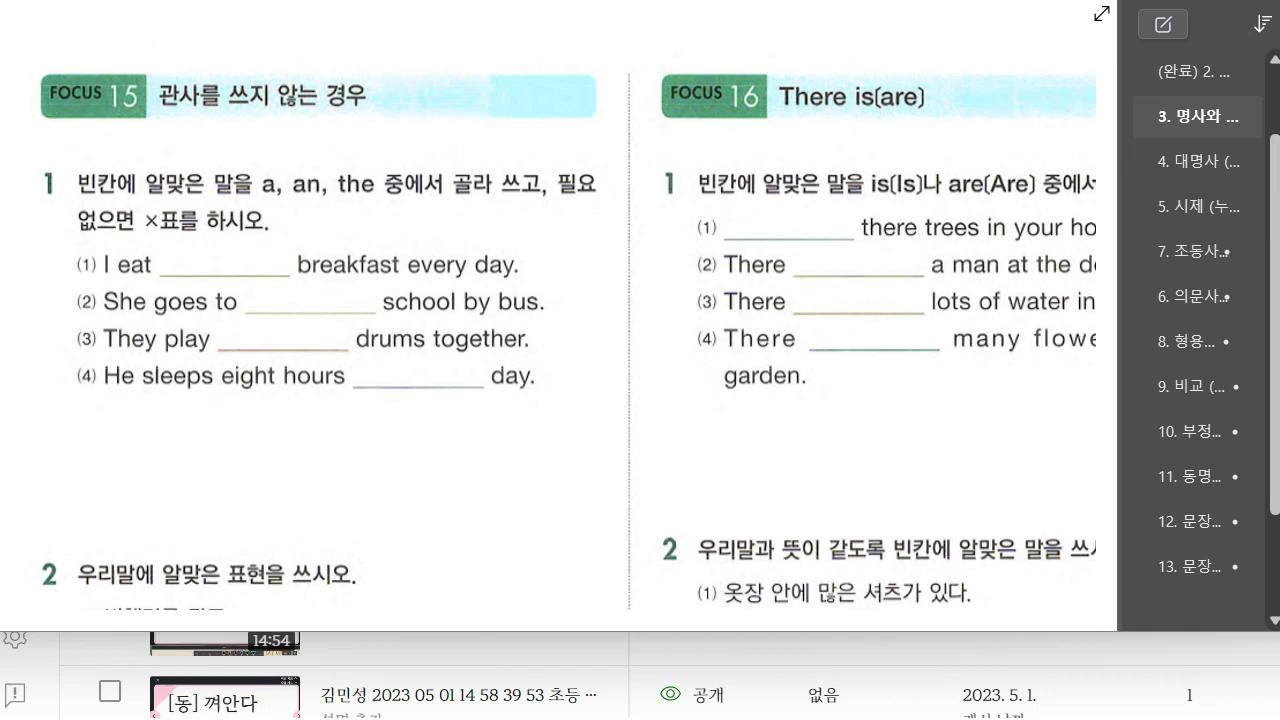 FOCUS 15 관사를 쓰지 않는 경우
1 빈칸에 알맞은 말을 a, an, the 중에서 골라 쓰고, 필요
없으면 ×표를 하시오.
(1) I eat __________ breakfast every day.
(2) She goes to __________ school by bus.
(3) They play __________ drums together.
(4) He sleeps eight hours __________ day.
2 우리말에 알맞은 표현을 쓰시오.
FOCUS 16 There is(are)
1 빈칸에 알맞은 말을 is(Is)나 are(Are) 중에서
(1) __________ there trees in your ho
(2) There __________ a man at the d
(3) There __________ lots of water in
(4) There __________ many flowe
garden.
2 우리말과 뜻이 같도록 빈칸에 알맞은 말을 쓰
(1) 옷장 안에 많은 셔츠가 있다.
(완료) 2. ...
3. 명사와 ...
4. 대명사 (...
5. 시제 (누...
7. 조동사...
6. 의문사...
8. 형용...
9. 비교 (...
10. 부정...
11. 동명...
12. 문장...
13. 문장...
14:54
[동] 껴안다
김민성 2023 05 01 14 58 39 53 초등 ···
공개
없음
2023. 5. 1.
1